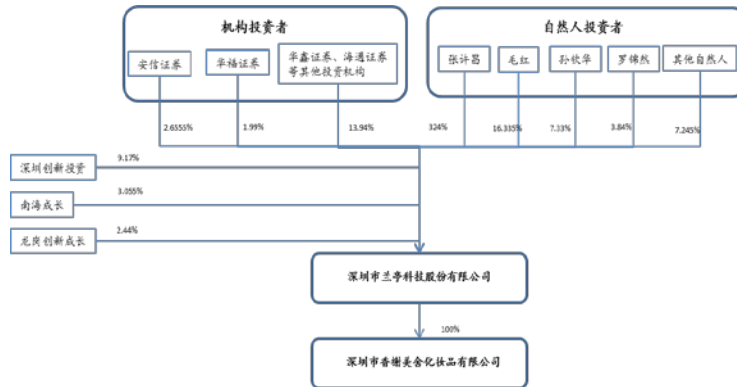 机构投资者
自然人投资者
安信证券
华福证券
华鑫证券、海通证券
等其他投资机构
张许昌
毛红
孙钦华
罗锦然
其他自然人
2.6555%
1.99%
13.94%
324%
16.335%
7.33%
3.84%
7.245%
深圳创新投资
9.17%
南海成长
3.055%
龙岗创新成长
2.44%
深圳市兰亭科技股份有限公司
100%
深圳市香榭美舍化妆品有限公司